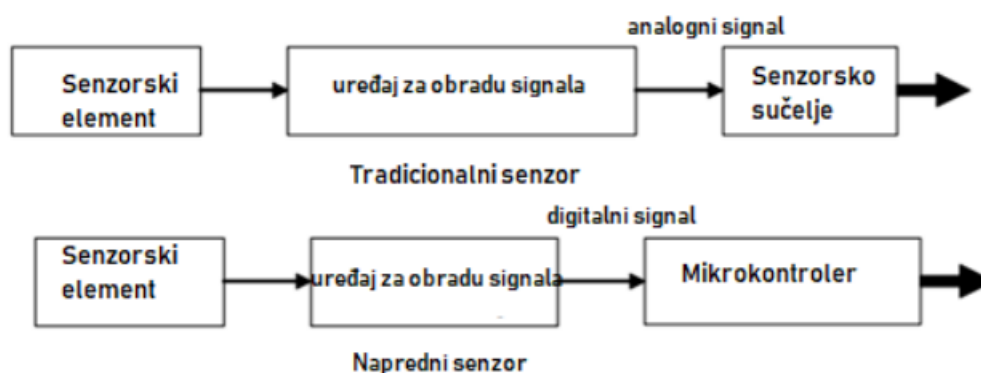 analogni signal
Senzorski
element
uređaj za obradu signala
Senzorsko
sučelje
Tradicionalni senzor
digitalni signal
Senzorski
element
uređaj za obradu signala
Mikrokontroler
Napredni senzor